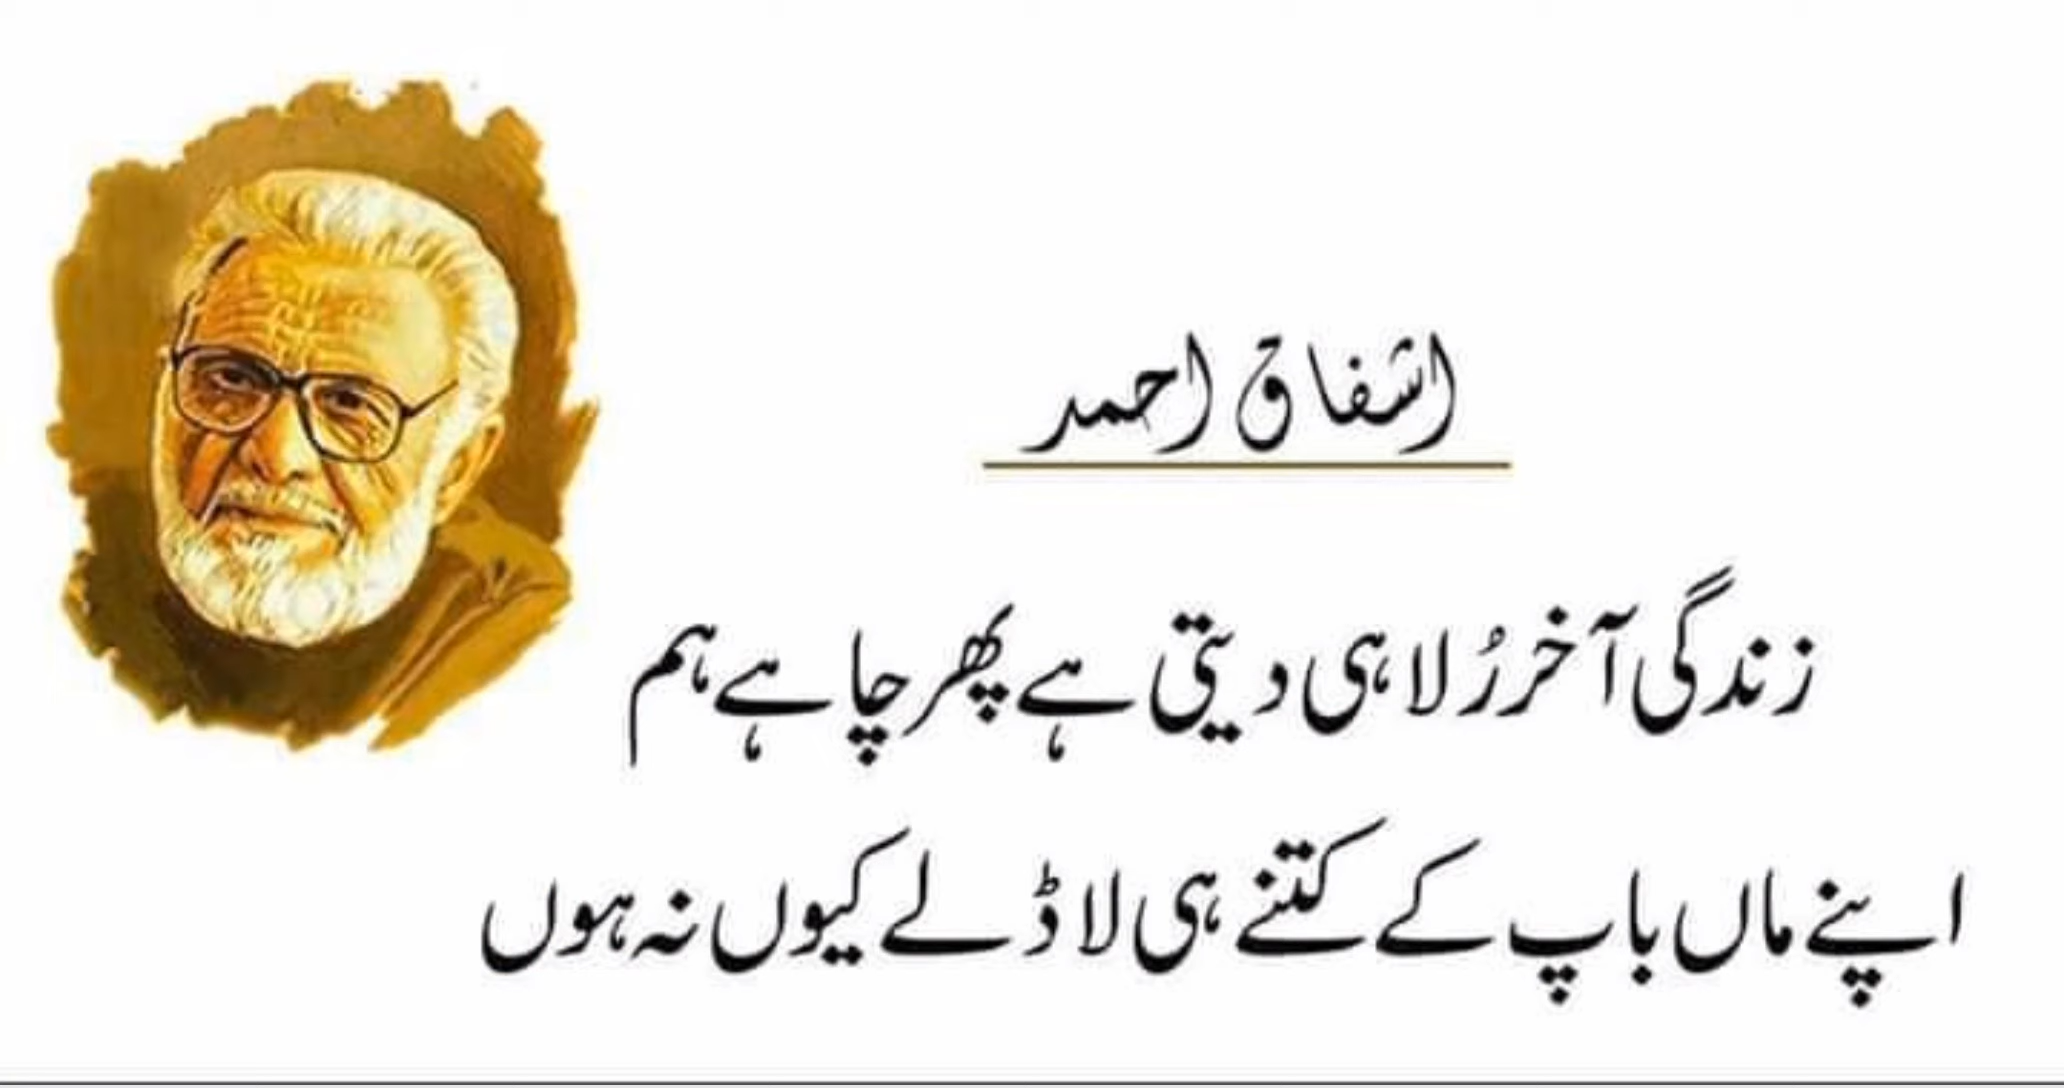 اشفاق احمد
زندگی آخر رُلا ہی دیتی ہے پھر چاہے ہم
اپنے ماں باپ کے کتنے ہی لاڈلے کیوں نہ ہوں